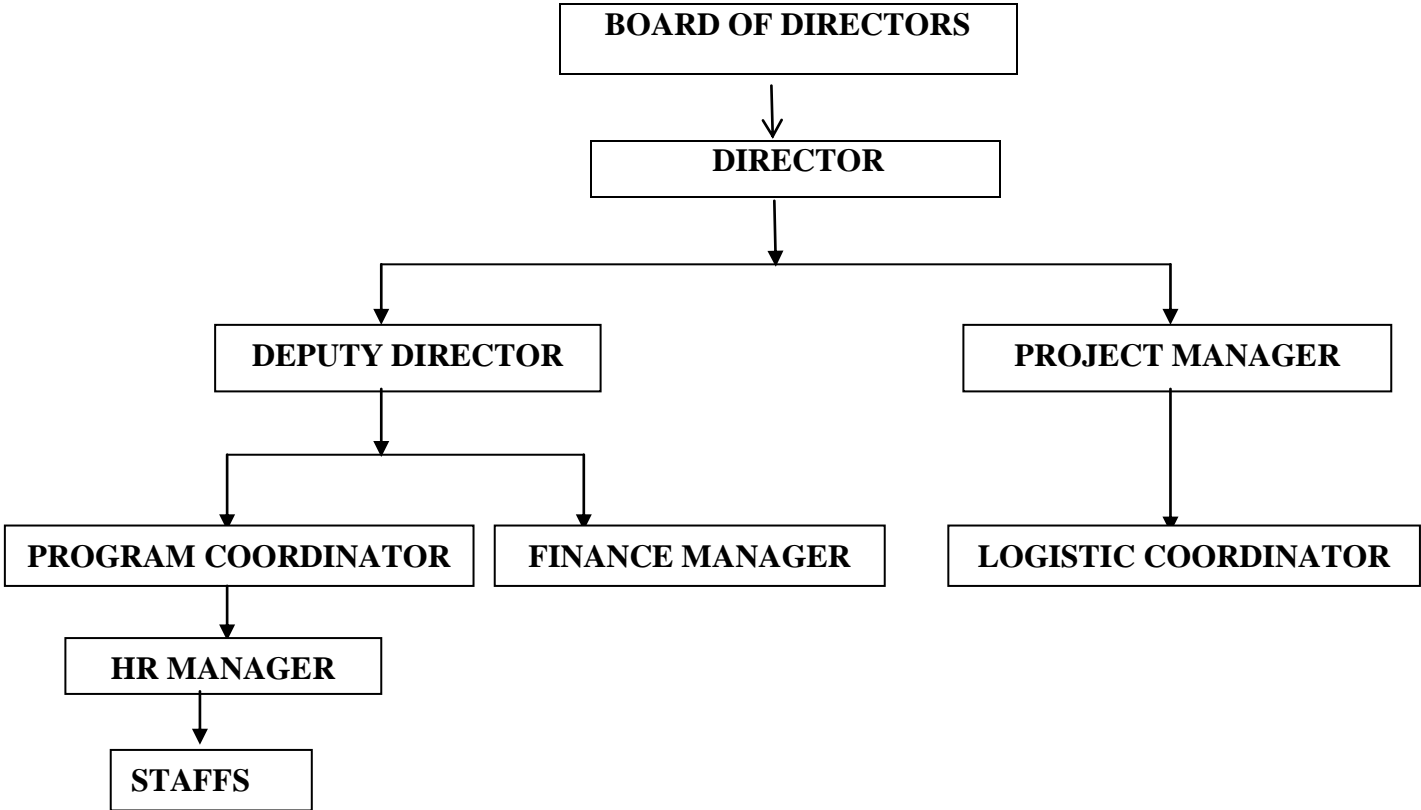 BOARD OF DIRECTORS
DIRECTOR
DEPUTY DIRECTOR
PROJECT MANAGER
PROGRAM COORDINATOR
FINANCE MANAGER
LOGISTIC COORDINATOR
HR MANAGER
STAFFS